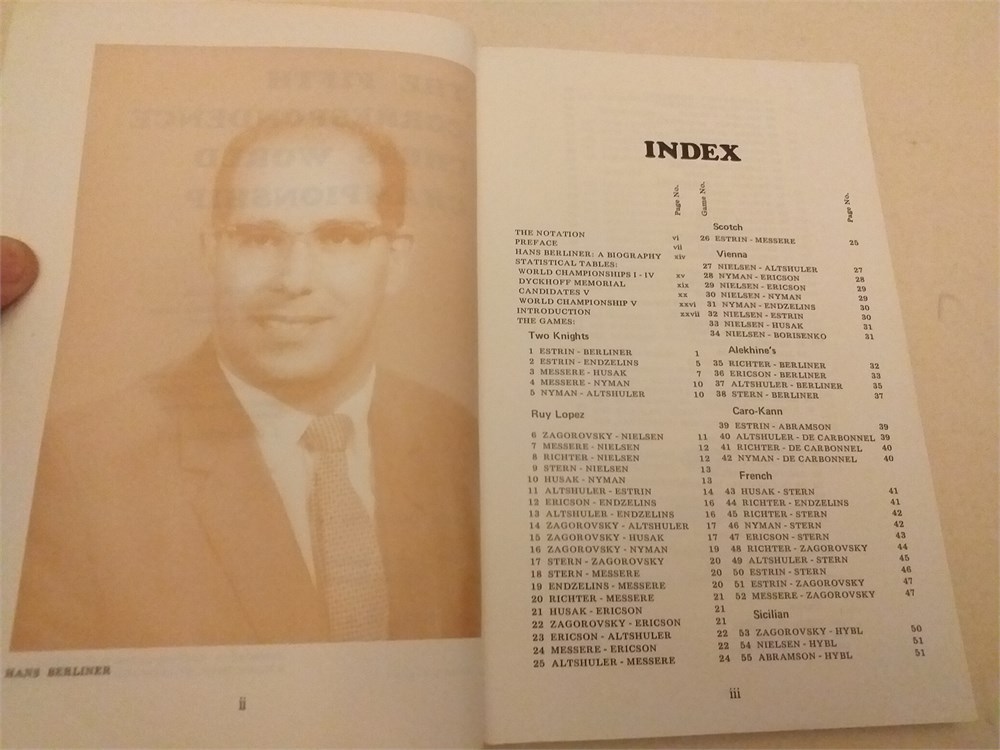 HANS BERLINER
ii
INDEX
Page No.
THE NOTATION vi
PREFACE vii
HANS BERLINER: A BIOGRAPHY xiv
STATISTICAL TABLES:
WORLD CHAMPIONSHIPS I - IV xv
DYCKHOFF MEMORIAL xix
CANDIDATES V xx
WORLD CHAMPIONSHIP V xxvi
INTRODUCTION xxvii
THE GAMES:
Two Knights
1 ESTRIN - BERLINER 1
2 ESTRIN - ENDZELINS 5
3 MESSERE - HUSAK 7
4 MESSERE - NYMAN 10
5 NYMAN - ALTSHULER 10
Ruy Lopez
6 ZAGOROVSKY - NIELSEN 11
7 MESSERE - NIELSEN 12
8 RICHTER - NIELSEN 12
9 STERN - NIELSEN 13
10 HUSAK - NYMAN 13
11 ALTSHULER - ESTRIN 14
12 ERICSON - ENDZELINS 16
13 ALTSHULER - ENDZELINS 16
14 ZAGOROVSKY - ALTSHULER 17
15 ZAGOROVSKY - HUSAK 17
16 ZAGOROVSKY - NYMAN 19
17 STERN - ZAGOROVSKY 20
18 STERN - MESSERE 20
19 ENDZELINS - MESSERE 20
20 RICHTER - MESSERE 21
21 HUSAK - ERICSON 21
22 ZAGOROVSKY - ERICSON 21
23 ERICSON - ALTSHULER 22
24 MESSERE - ERICSON 22
25 ALTSHULER - MESSERE 24
Game No.
Page No.
Scotch
26 ESTRIN - MESSERE 25
Vienna
27 NIELSEN - ALTSHULER 27
28 NYMAN - ERICSON 28
29 NIELSEN - ERICSON 29
30 NIELSEN - NYMAN 29
31 NYMAN - ENDZELINS 30
32 NIELSEN - ESTRIN 30
33 NIELSEN - HUSAK 31
34 NIELSEN - BORISENKO 31
Alekhine's
35 RICHTER - BERLINER 32
36 ERICSON - BERLINER 33
37 ALTSHULER - BERLINER 35
38 STERN - BERLINER 37
Caro-Kann
39 ESTRIN - ABRAMSON 39
40 ALTSHULER - DE CARBONNEL 39
41 RICHTER - DE CARBONNEL 40
42 NYMAN - DE CARBONNEL 40
French
43 HUSAK - STERN 41
44 RICHTER - ENDZELINS 41
45 RICHTER - STERN 42
46 NYMAN - STERN 42
47 ERICSON - STERN 43
48 RICHTER - ZAGOROVSKY 44
49 ALTSHULER - STERN 45
50 ESTRIN - STERN 46
51 ESTRIN - ZAGOROVSKY 47
52 MESSERE - ZAGOROVSKY 47
Sicilian
53 ZAGOROVSKY - HYBL 50
54 NIELSEN - HYBL 51
55 ABRAMSON - HYBL 51
iii